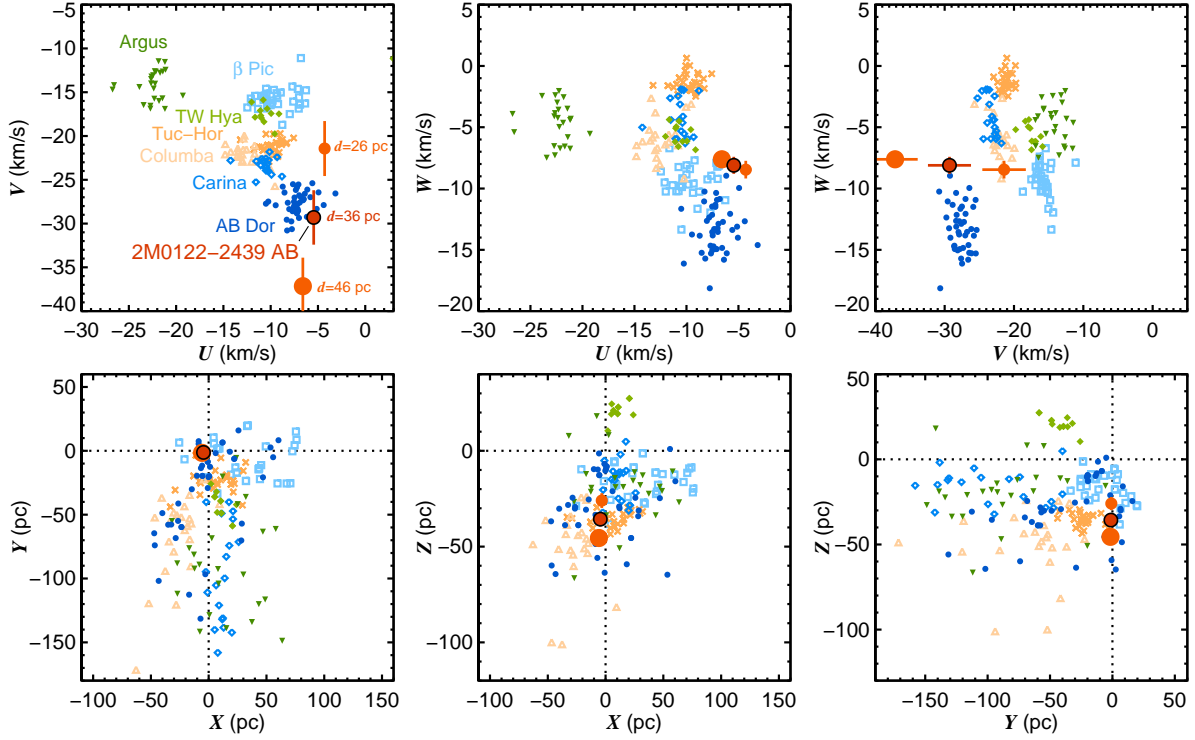 −5
−10
−15
−20
−25
−30
−35
−40
V (km/s)
Argus
β Pic
TW Hya
Tuc−Hor
Columba
Carina
AB Dor
2M0122−2439 AB
d=26 pc
d=36 pc
d=46 pc
−30 −25 −20 −15 −10 −5 0
U (km/s)
5
0
−5
−10
−15
−20
W (km/s)
−30 −25 −20 −15 −10 −5 0
U (km/s)
5
0
−5
−10
−15
−20
W (km/s)
−40 −30 −20 −10 0
V (km/s)
50
0
−50
−100
−150
Y (pc)
−100 −50 0 50 100 150
X (pc)
50
0
−50
−100
Z (pc)
−100 −50 0 50 100 150
X (pc)
50
0
−50
−100
Z (pc)
−150 −100 −50 0 50
Y (pc)